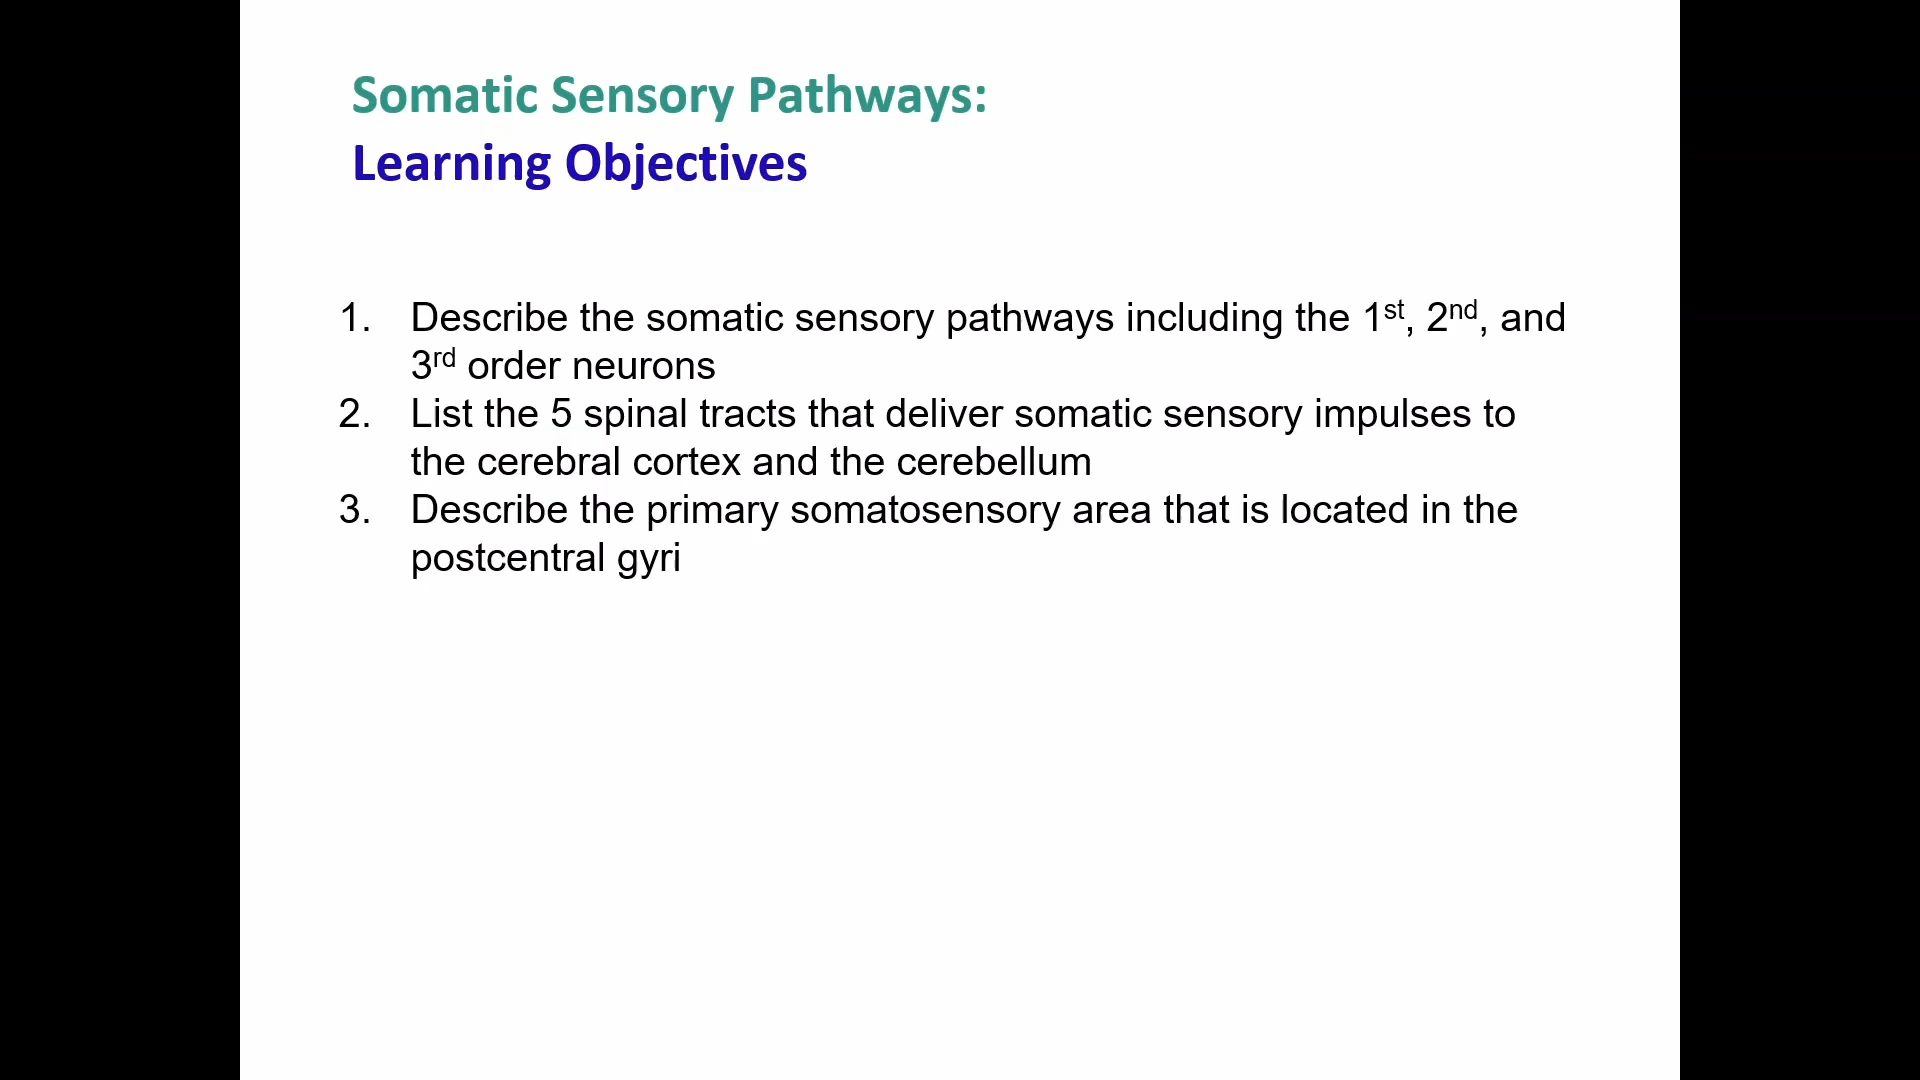 Somatic Sensory Pathways:
Learning Objectives
1. Describe the somatic sensory pathways including the 1st, 2nd, and
3rd order neurons
2. List the 5 spinal tracts that deliver somatic sensory impulses to
the cerebral cortex and the cerebellum
3. Describe the primary somatosensory area that is located in the
postcentral gyri